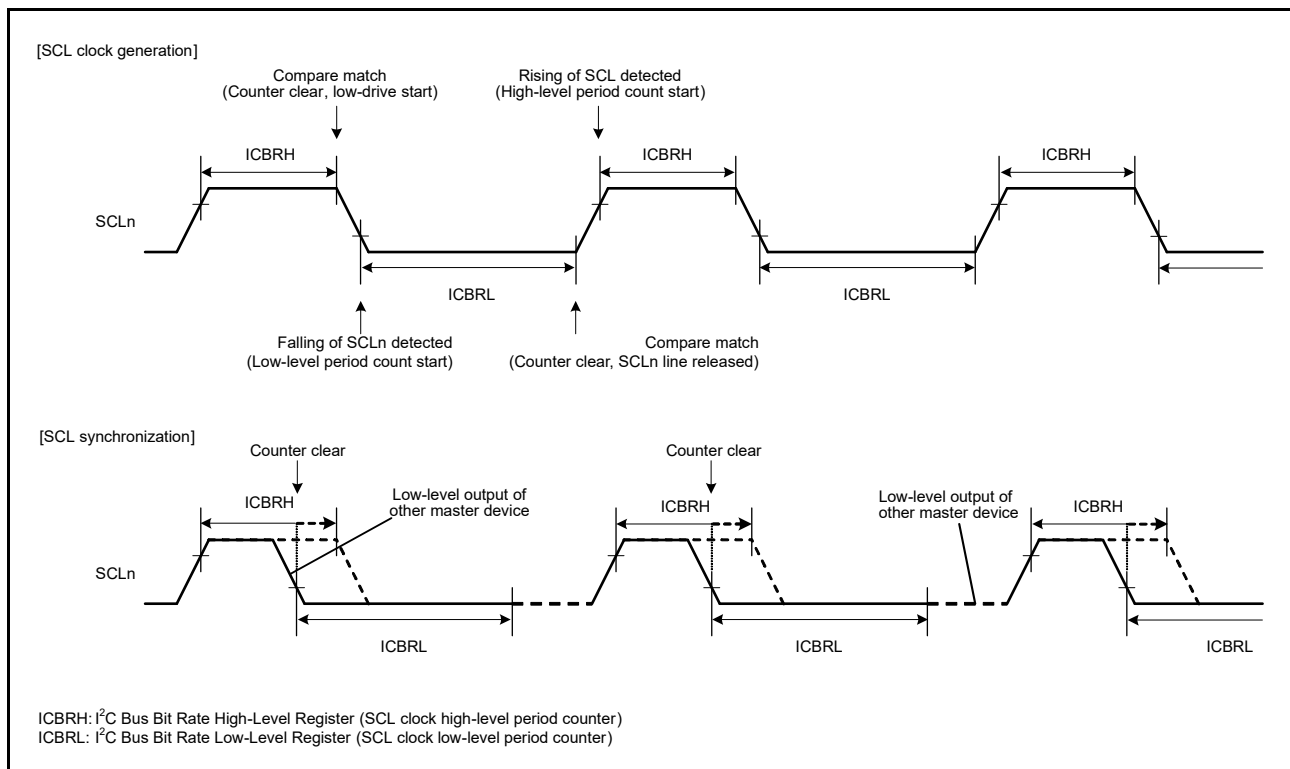 [SCL clock generation]
Compare match
(Counter clear, low-drive start)
Rising of SCL detected
(High-level period count start)
ICBRH
ICBRH
ICBRH
SCLn
ICBRL
ICBRL
Falling of SCLn detected
(Low-level period count start)
Compare match
(Counter clear, SCLn line released)
[SCL synchronization]
Counter clear
Counter clear
ICBRH
Low-level output of
other master device
ICBRH
Low-level output of
other master device
ICBRH
SCLn
ICBRL
ICBRL
ICBRL
ICBRH: I²C Bus Bit Rate High-Level Register (SCL clock high-level period counter)
ICBRL: I²C Bus Bit Rate Low-Level Register (SCL clock low-level period counter)